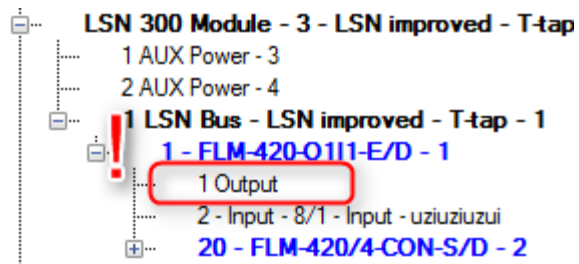 LSN 300 Module - 3 - LSN improved - T-tap
1 AUX Power - 3
2 AUX Power - 4
1 LSN Bus - LSN improved - T-tap - 1
! 1 - FLM-420-O1I1-E/D - 1
1 Output
2 - Input - 8/1 - Input - uziuziuzui
20 - FLM-420/4-CON-S/D - 2